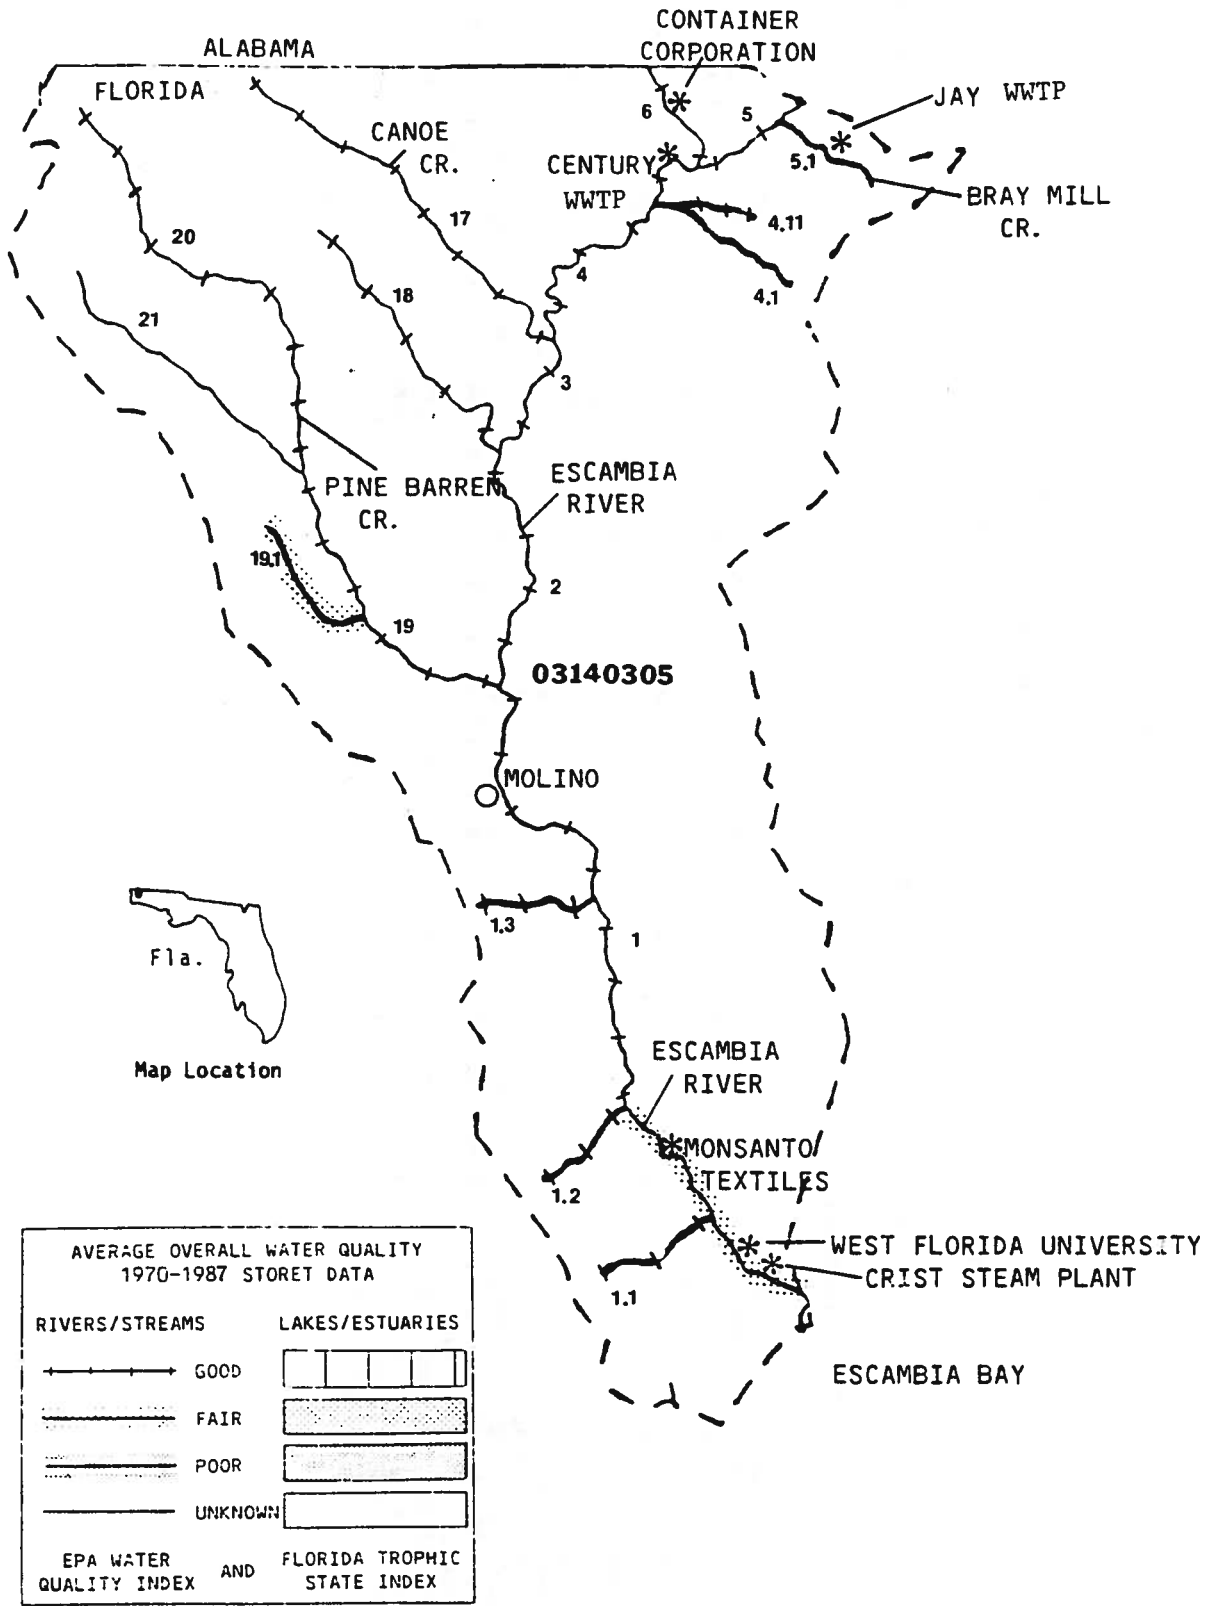 CONTAINER
CORPORATION
ALABAMA
FLORIDA
JAY WWTP
6
5
CANOE
CR.
CENTURY
WWTP
5.1
BRAY MILL
CR.
17
4.11
20
4
4.1
18
21
3
ESCAMBIA
RIVER
PINE BARREN
CR.
19.1
2
19
03140305
MOLINO
1.3
1
Fla.
Map Location
ESCAMBIA
RIVER
MONSANTO
TEXTILES
1.2
WEST FLORIDA UNIVERSITY
CRIST STEAM PLANT
1.1
ESCAMBIA BAY
AVERAGE OVERALL WATER QUALITY
1970-1987 STORET DATA
RIVERS/STREAMS LAKES/ESTUARIES
GOOD
FAIR
POOR
UNKNOWN
EPA WATER
QUALITY INDEX
AND
FLORIDA TROPHIC
STATE INDEX